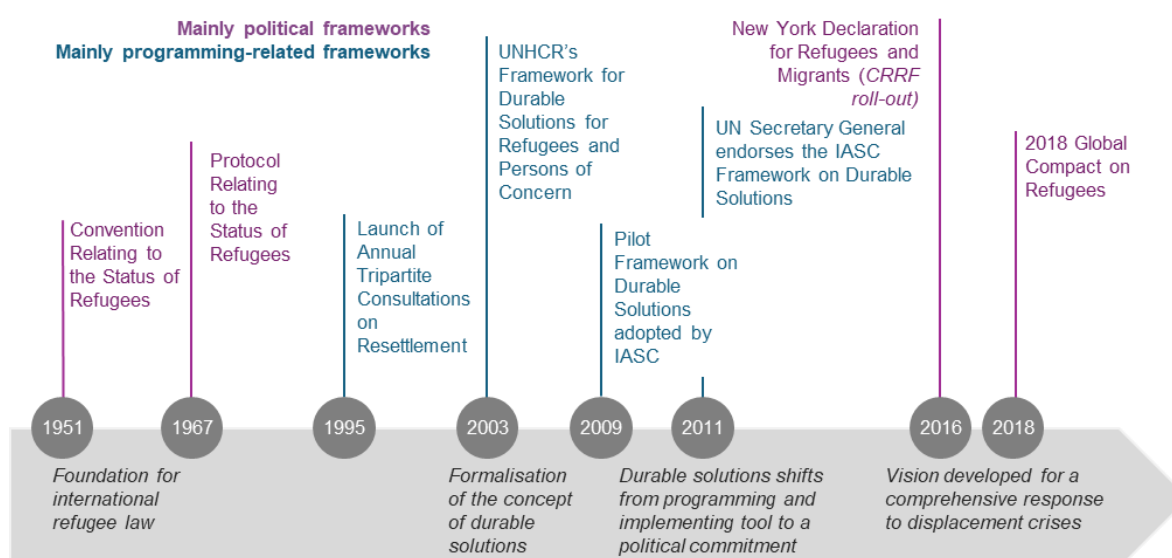 Mainly political frameworks
Mainly programming-related frameworks
Convention
Relating to
the Status of
Refugees
Protocol
Relating
to the
Status of
Refugees
Launch of
Annual
Tripartite
Consultations
on
Resettlement
UNHCR's
Framework for
Durable
Solutions for
Refugees and
Persons of
Concern
Pilot
Framework on
Durable
Solutions
adopted by
IASC
UN Secretary General
endorses the IASC
Framework on Durable
Solutions
New York Declaration
for Refugees and
Migrants (CRRF
roll-out)
2018 Global
Compact on
Refugees
1951
1967
1995
2003
2009
2011
2016
2018
Foundation for
international
refugee law
Formalisation
of the concept
of durable
solutions
Durable solutions shifts
from programming and
implementing tool to a
political commitment
Vision developed for a
comprehensive response
to displacement crises